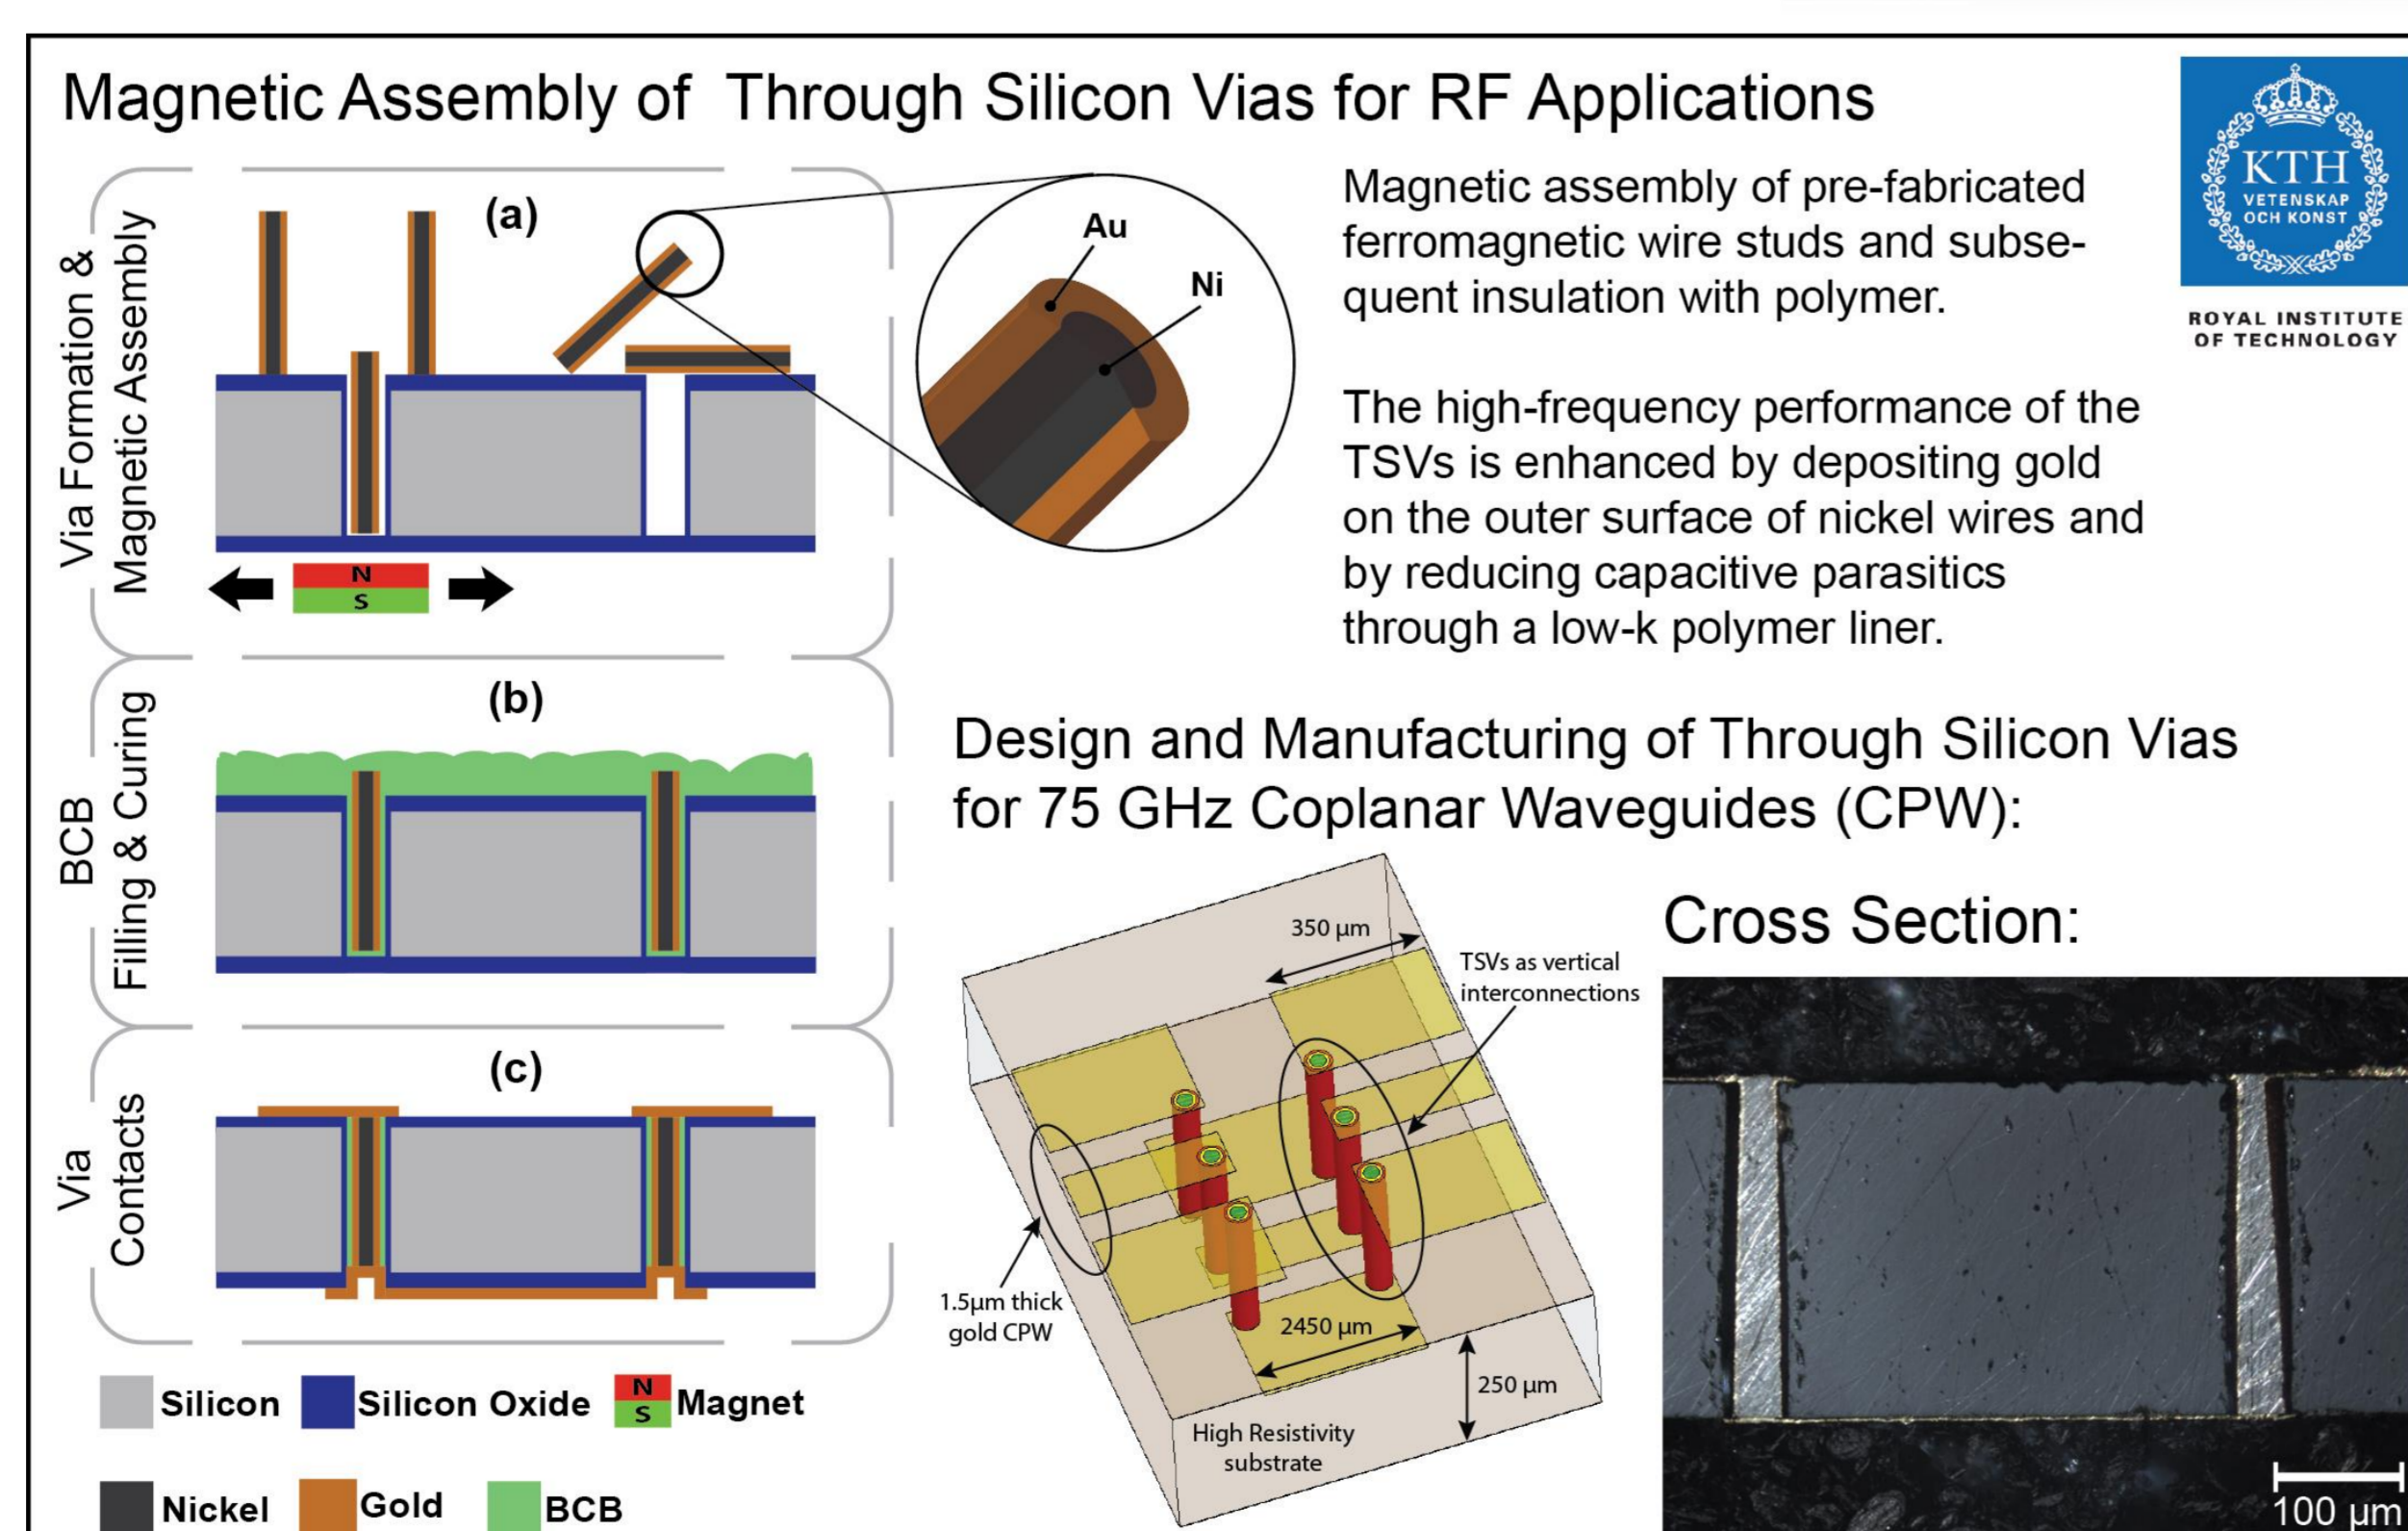 Magnetic Assembly of Through Silicon Vias for RF Applications
KTH
VETENSKAP
OCH KONST
ROYAL INSTITUTE
OF TECHNOLOGY
Via Formation &
Magnetic Assembly
(a)
Au
Ni
N
S
Magnetic assembly of pre-fabricated
ferromagnetic wire studs and subse-
quent insulation with polymer.
The high-frequency performance of the
TSVs is enhanced by depositing gold
on the outer surface of nickel wires and
by reducing capacitive parasitics
through a low-k polymer liner.
BCB
Filling & Curing
(b)
Via
Contacts
(c)
Silicon
Silicon Oxide
N
S
Magnet
Nickel
Gold
BCB
Design and Manufacturing of Through Silicon Vias
for 75 GHz Coplanar Waveguides (CPW):
350 µm
TSVs as vertical
interconnections
1.5µm thick
gold CPW
2450 µm
250 µm
High Resistivity
substrate
Cross Section:
100 µm